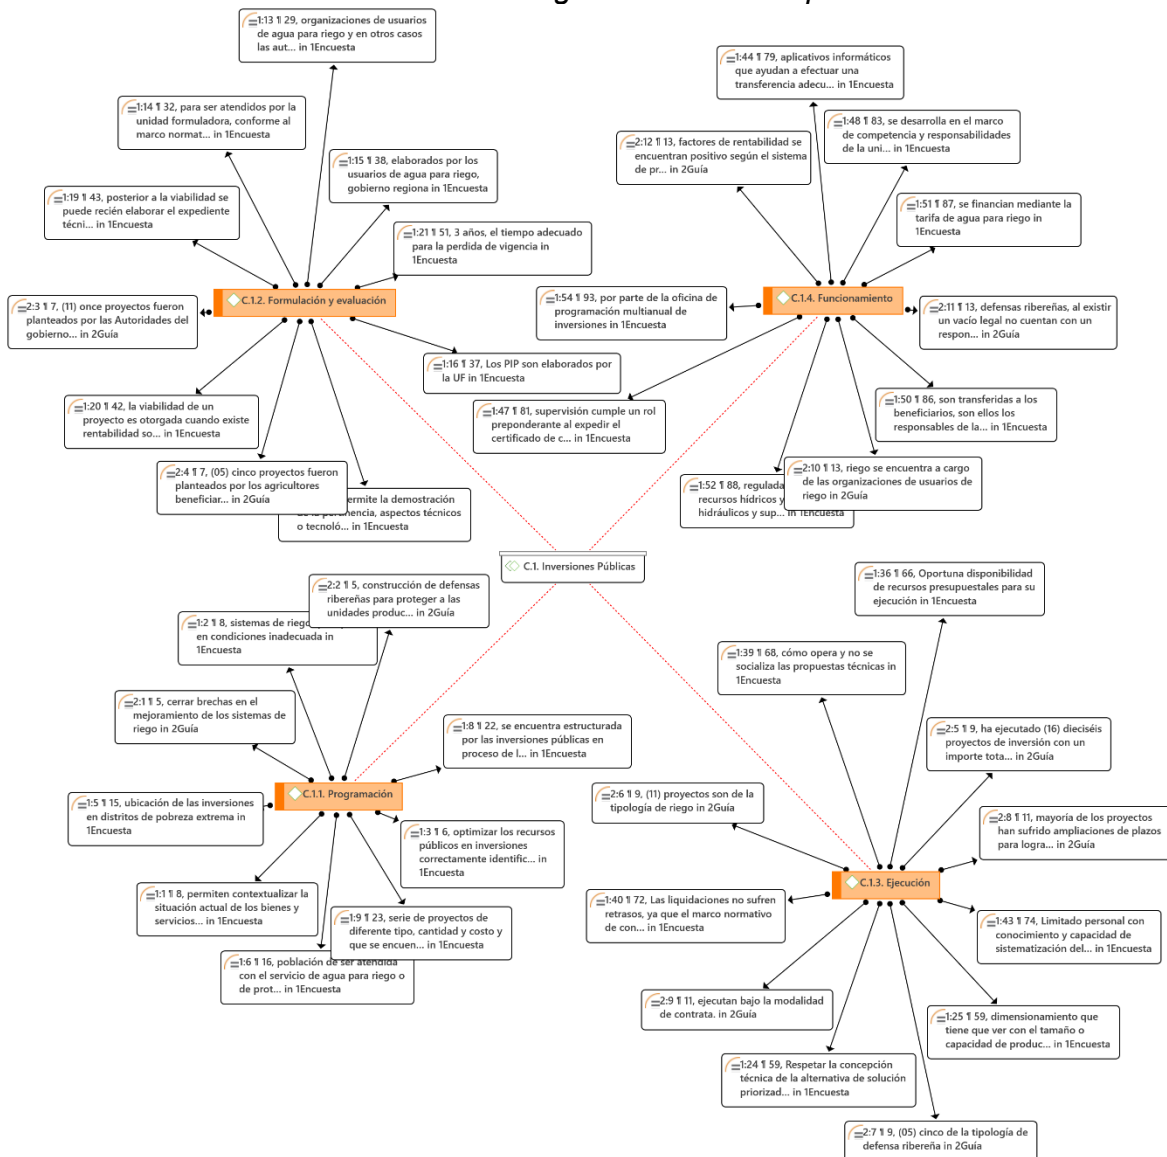 1:13 ¶ 29, organizaciones de usuarios
de agua para riego y en otros casos
las aut... in 1Encuesta
1:14 ¶ 32, para ser atendidos por la
unidad formuladora, conforme al
marco normat... in 1Encuesta
1:15 ¶ 38, elaborados por los
usuarios de agua para riego,
gobierno regiona in 1Encuesta
1:19 ¶ 43, posterior a la viabilidad se
puede recién elaborar el expediente
técni... in 1Encuesta
1:21 ¶ 51, 3 años, el tiempo adecuado
para la perdida de vigencia in
1Encuesta
C.1.2. Formulación y evaluación
2:3 ¶ 7, (11) once proyectos fueron
planteados por las Autoridades del
gobierno... in 2Guía
1:16 ¶ 37, Los PIP son elaborados por
la UF in 1Encuesta
1:20 ¶ 42, la viabilidad de un
proyecto es otorgada cuando existe
rentabilidad so... in 1Encuesta
2:4 ¶ 7, (05) cinco proyectos fueron
planteados por los agricultores
beneficiar... in 2Guía
ermite la demostración
pertinencia, aspectos técnicos
o tecnoló... in 1Encuesta
1:44 ¶ 79, aplicativos informáticos
que ayudan a efectuar una
transferencia adecu... in 1Encuesta
1:48 ¶ 83, se desarrolla en el marco
de competencia y responsabilidades
de la uni... in 1Encuesta
2:12 ¶ 13, factores de rentabilidad se
encuentran positivo según el sistema
de pr... in 2Guía
1:51 ¶ 87, se financian mediante la
tarifa de agua para riego in
1Encuesta
1:54 ¶ 93, por parte de la oficina de
programación multianual de
inversiones in 1Encuesta
C.1.4. Funcionamiento
2:11 ¶ 13, defensas ribereñas, al existir
un vacío legal no cuentan con un
respon... in 2Guía
1:47 ¶ 81, supervisión cumple un rol
preponderante al expedir el
certificado de c... in 1Encuesta
1:50 ¶ 86, son transferidas a los
beneficiarios, son ellos los
responsables de la... in 1Encuesta
1:52 ¶ 88, regulada
recursos hídricos y
hidráulicos y sup... in 1Encuesta
2:10 ¶ 13, riego se encuentra a cargo
de las organizaciones de usuarios de
riego in 2Guía
C.1. Inversiones Públicas
2:2 ¶ 5, construcción de defensas
ribereñas para proteger a las
unidades produc... in 2Guía
1:2 ¶ 8, sistemas de riego
en condiciones inadecuada in
1Encuesta
2:1 ¶ 5, cerrar brechas en el
mejoramiento de los sistemas de
riego in 2Guía
1:8 ¶ 22, se encuentra estructurada
por las inversiones públicas en
proceso de l... in 1Encuesta
C.1.1. Programación
1:5 ¶ 15, ubicación de las inversiones
en distritos de pobreza extrema in
1Encuesta
1:3 ¶ 6, optimizar los recursos
públicos en inversiones
correctamente identific... in
1Encuesta
1:1 ¶ 8, permiten contextualizar la
situación actual de los bienes y
servicios... in 1Encuesta
1:9 ¶ 23, serie de proyectos de
diferente tipo, cantidad y costo y
que se encuen... in 1Encuesta
1:6 ¶ 16, población de ser atendida
con el servicio de agua para riego o
de prot... in 1Encuesta
1:36 ¶ 66, Oportuna disponibilidad
de recursos presupuestales para su
ejecución in 1Encuesta
1:39 ¶ 68, cómo opera y no se
socializa las propuestas técnicas in
1Encuesta
2:5 ¶ 9, ha ejecutado (16) dieciséis
proyectos de inversión con un
importe tota... in 2Guía
2:6 ¶ 9, (11) proyectos son de la
tipología de riego in 2Guía
2:8 ¶ 11, mayoria de los proyectos
han sufrido ampliaciones de plazos
para logra... in 2Guía
C.1.3. Ejecución
1:40 ¶ 72, Las liquidaciones no sufren
retrasos, ya que el marco normativo
de con... in 1Encuesta
1:43 ¶ 74, Limitado personal con
conocimiento y capacidad de
sistematización del... in 1Encuesta
2:9 ¶ 11, ejecutan bajo la modalidad
de contrata. in 2Guía
1:25 ¶ 59, dimensionamiento que
tiene que ver con el tamaño o
capacidad de produc... in 1Encuesta
1:24 ¶ 59, Respetar la concepción
técnica de la alternativa de solución
priorizad... in 1Encuesta
2:7 ¶ 9, (05) cinco de la tipología de
defensa ribereña in 2Guía